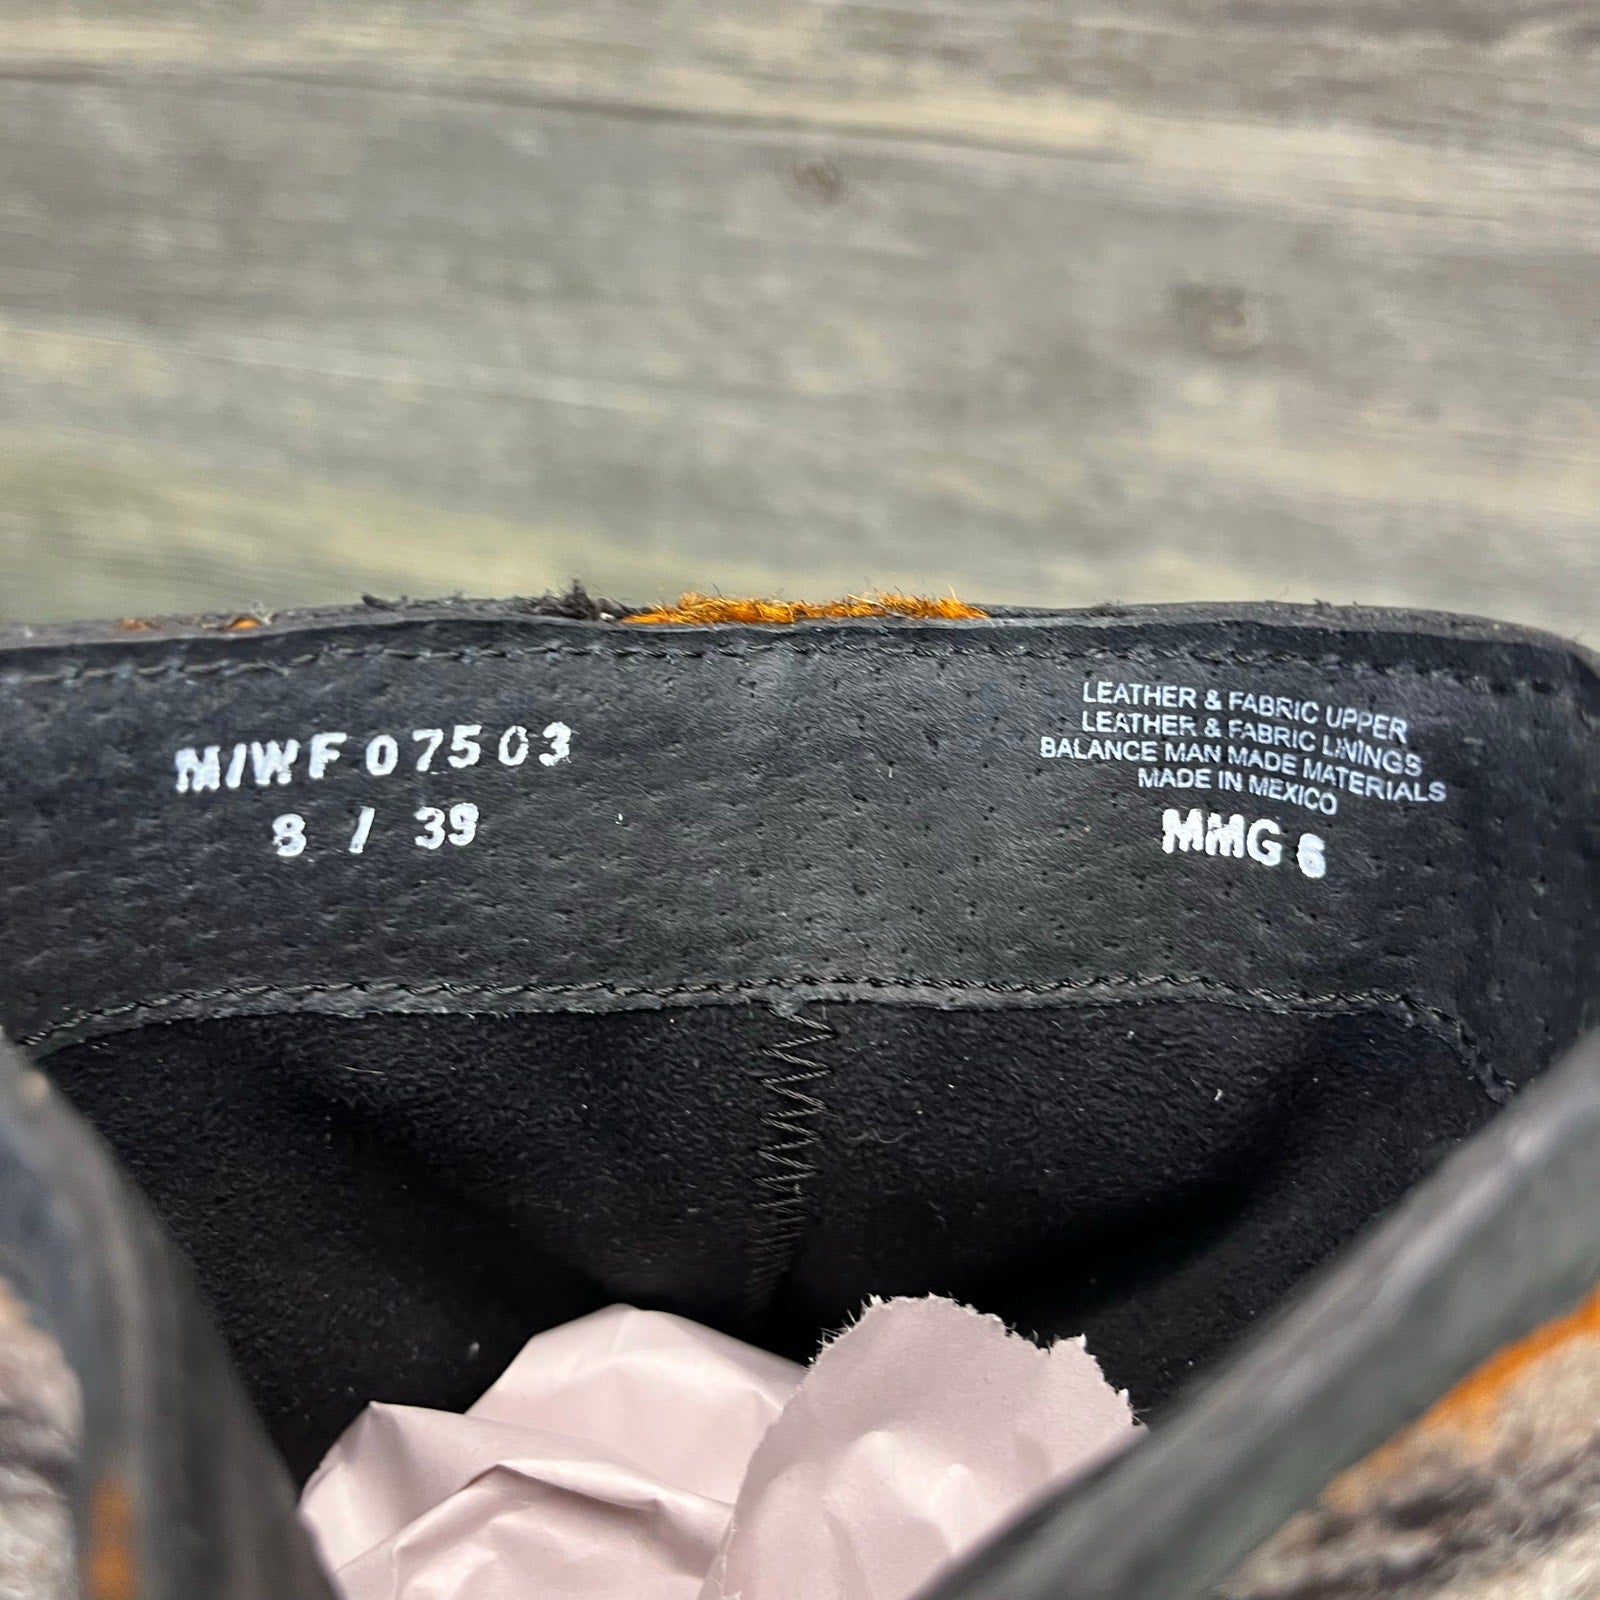 M/WF 07503
8 / 39
LEATHER & FABRIC UPPER
LEATHER & FABRIC LININGS
BALANCE MAN MADE MATERIALS
MADE IN MEXICO
MMG 6